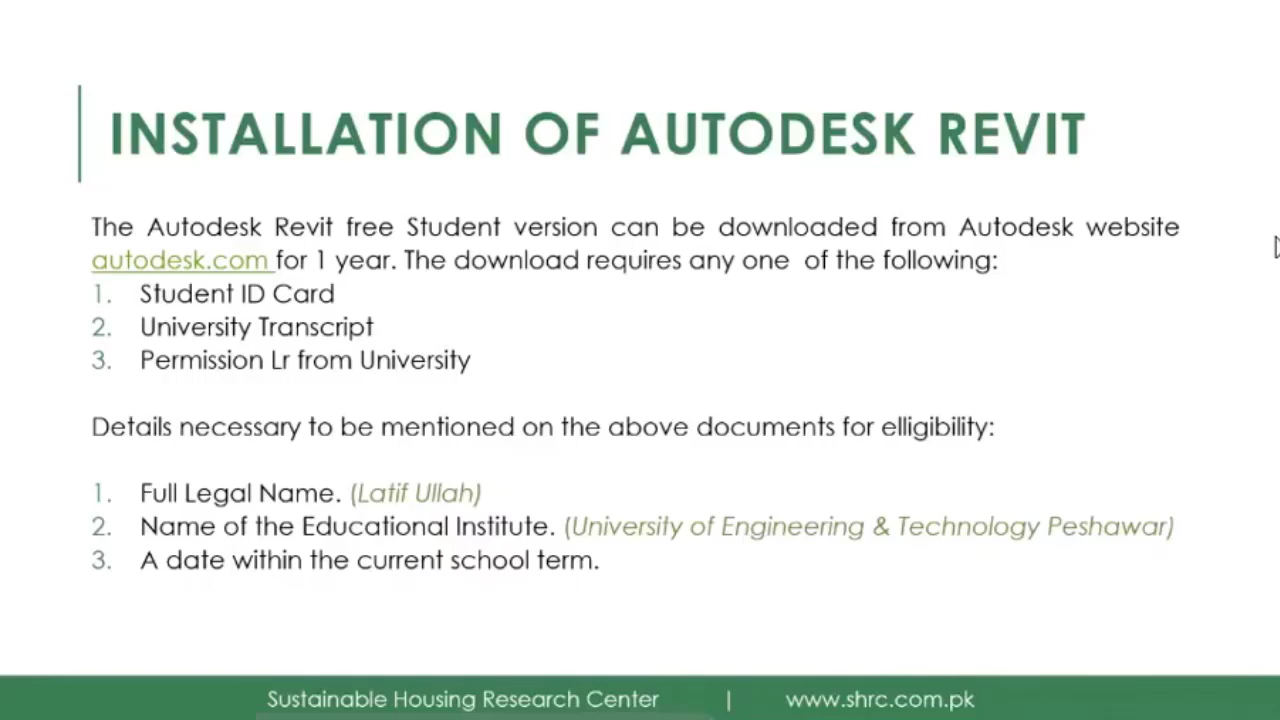 INSTALLATION OF AUTODESK REVIT
The Autodesk Revit free Student version can be downloaded from Autodesk website
autodesk.com for 1 year. The download requires any one of the following:
1. Student ID Card
2. University Transcript
3. Permission Lr from University
Details necessary to be mentioned on the above documents for elligibility:
1. Full Legal Name. (Latif Ullah)
2. Name of the Educational Institute. (University of Engineering & Technology Peshawar)
3. A date within the current school term.
Sustainable Housing Research Center | www.shrc.com.pk